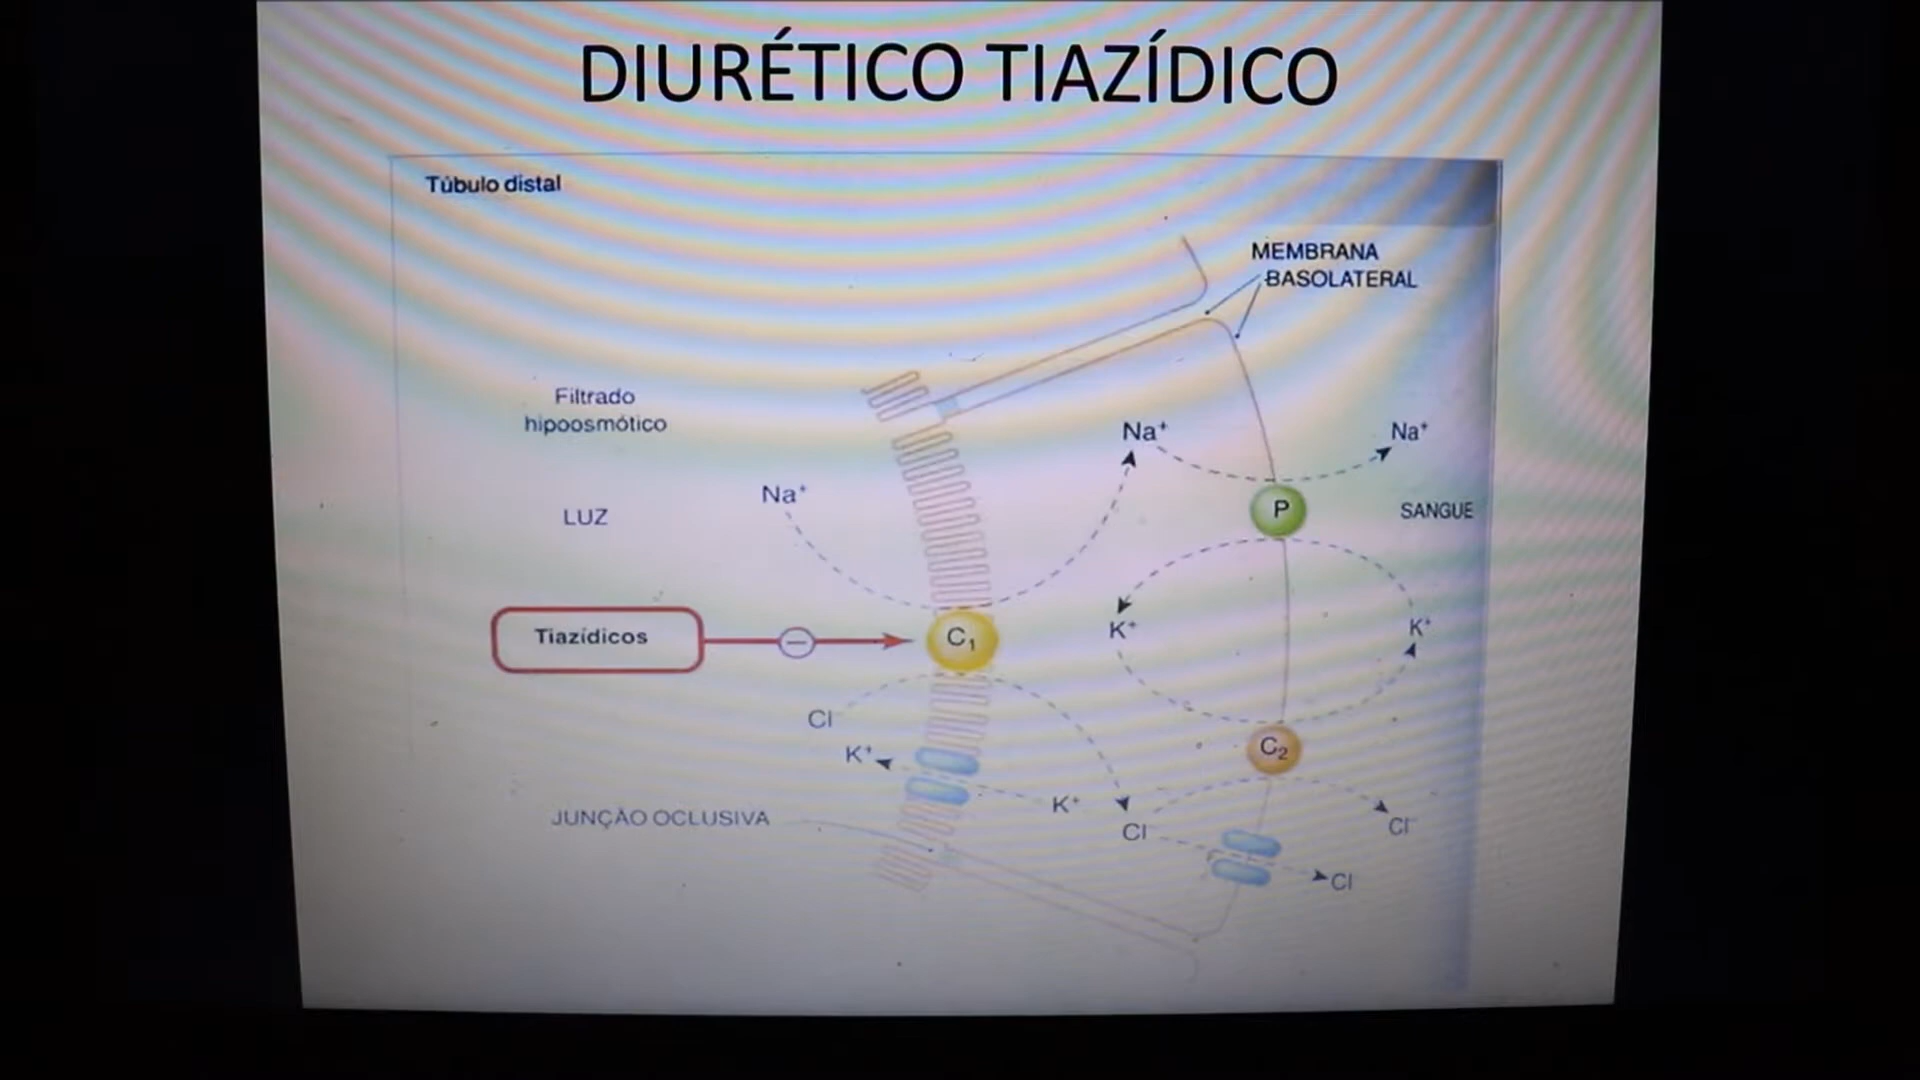 DIURÉTICO TIAZÍDICO
Túbulo distal
MEMBRANA
BASOLATERAL
Filtrado
hipoosmótico
Na⁺
Na⁺
Na⁺
LUZ
P
SANGUE
Tiazídicos
−
C₁
K⁺
K⁺
Cl⁻
K⁺
C₂
K⁺
JUNÇÃO OCLUSIVA
Cl
Cl⁻
Cl